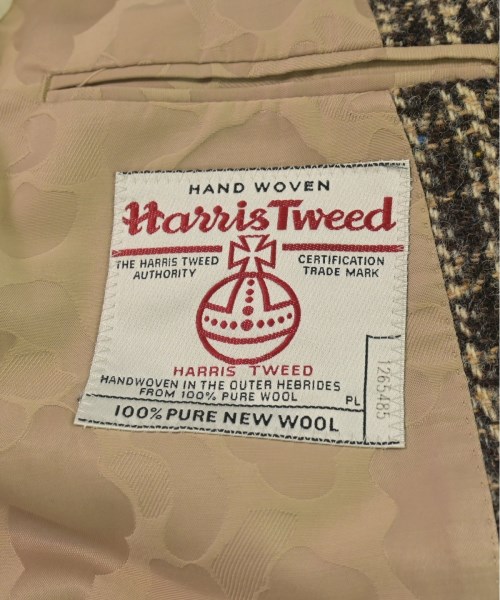 HAND WOVEN
Harris Tweed
THE HARRIS TWEED
AUTHORITY
CERTIFICATION
TRADE MARK
HARRIS TWEED
HANDWOVEN IN THE OUTER HEBRIDES
FROM 100% PURE WOOL
PL
100% PURE NEW WOOL
1265485